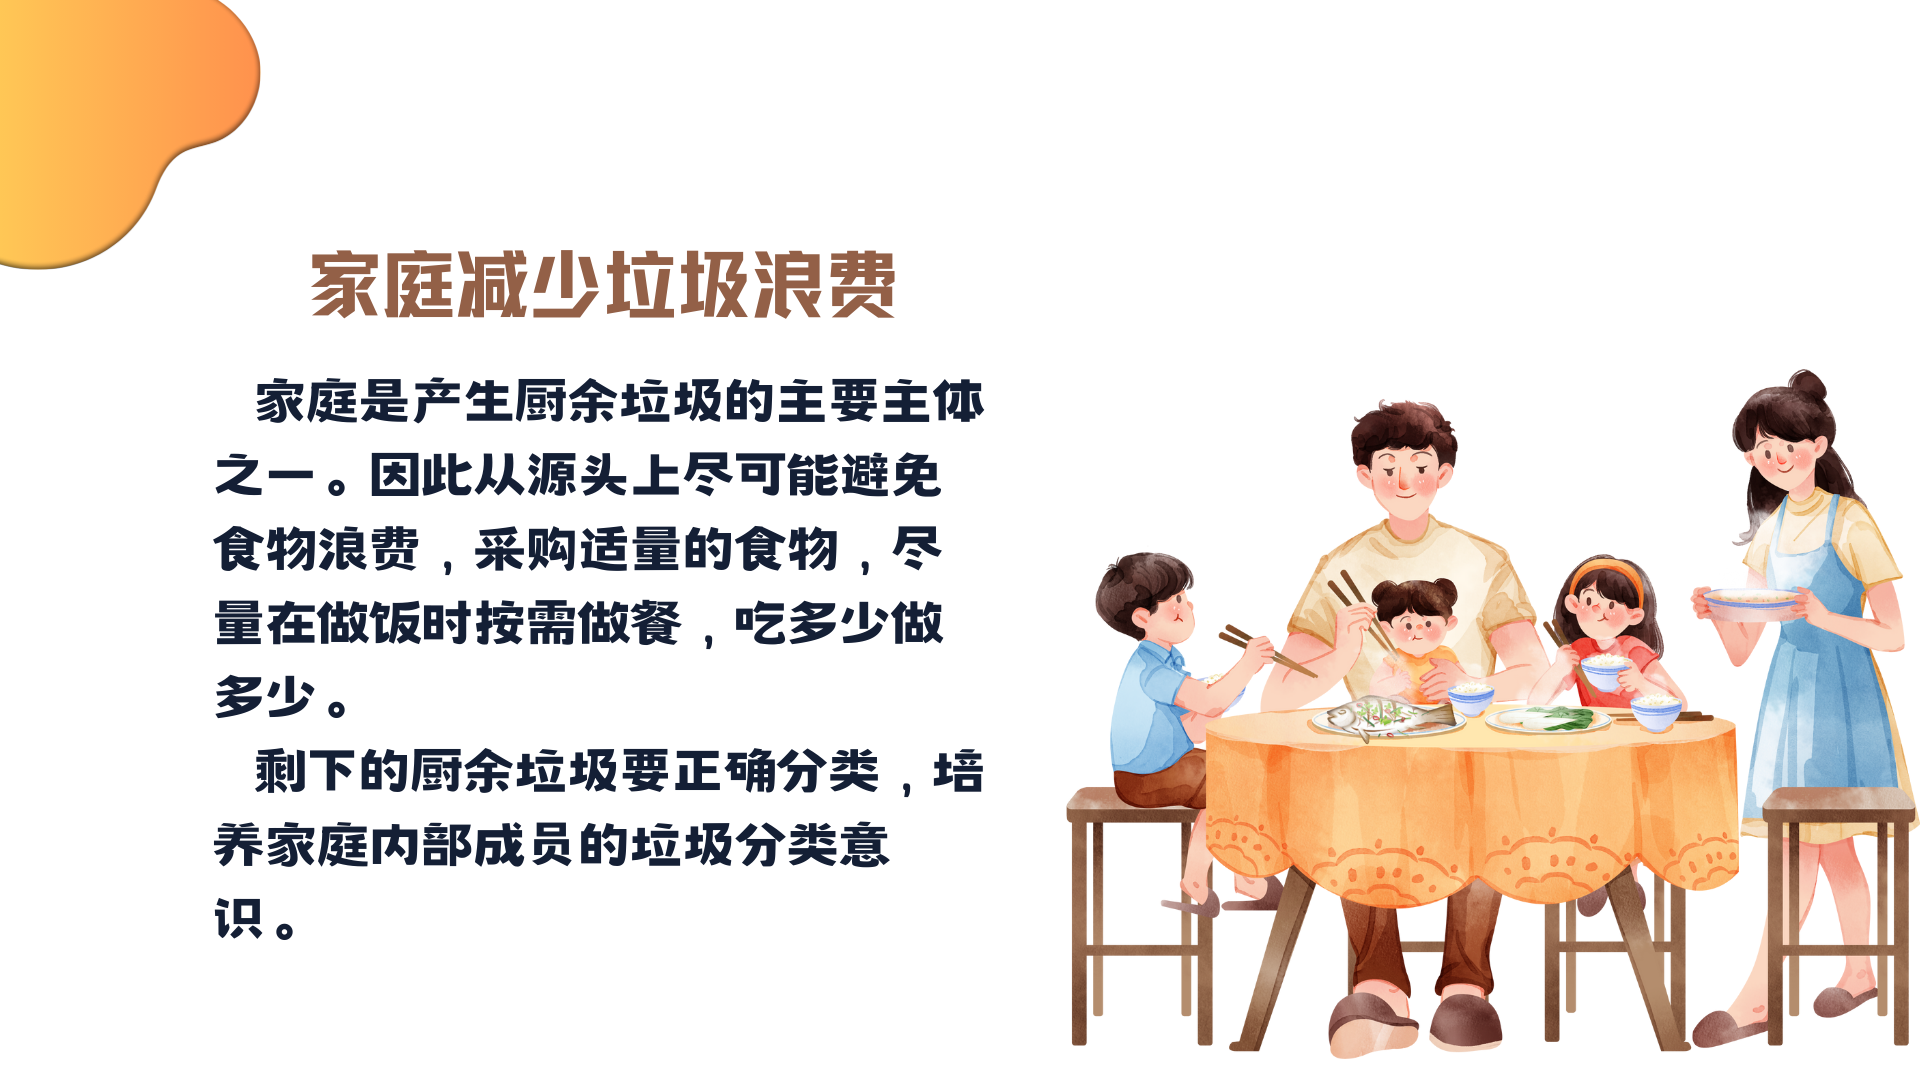 家庭减少垃圾浪费
家庭是产生厨余垃圾的主要主体
之一。因此从源头上尽可能避免
食物浪费，采购适量的食物，尽
量在做饭时按需做餐，吃多少做
多少。
剩下的厨余垃圾要正确分类，培
养家庭内部成员的垃圾分类意
识。